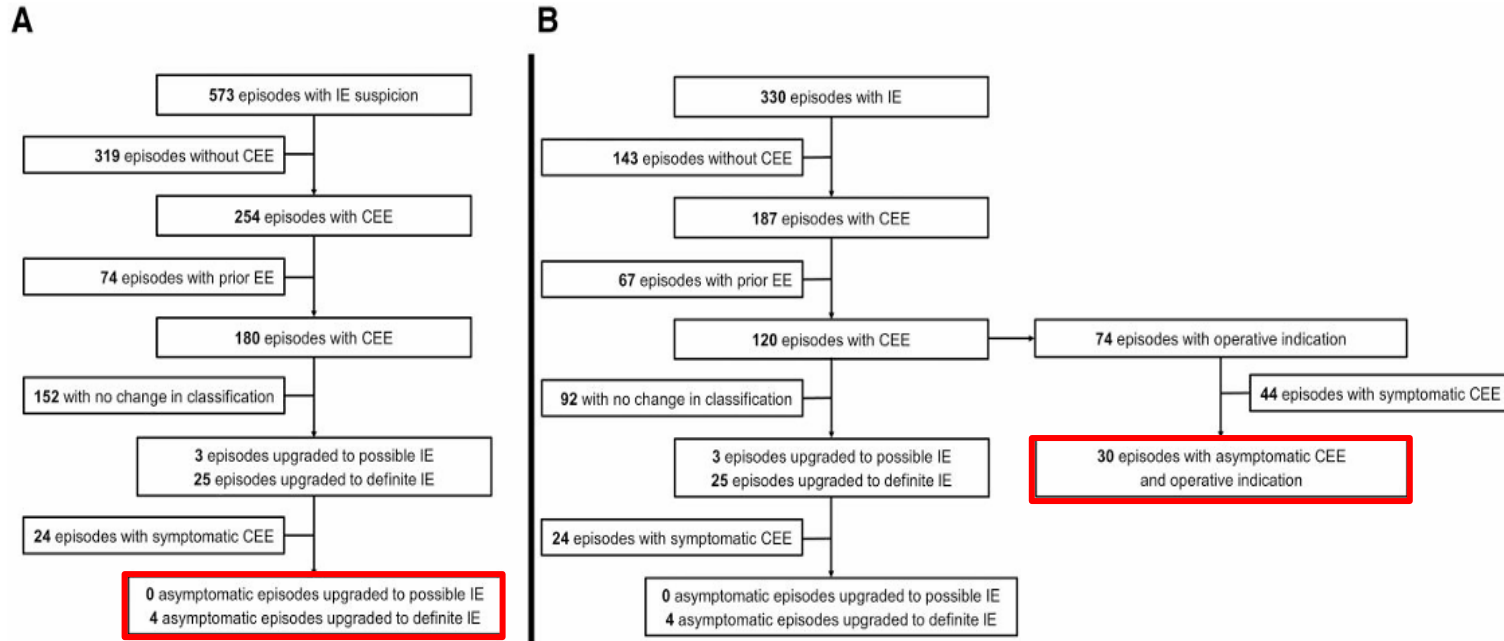 A
573 episodes with IE suspicion
319 episodes without CEE
254 episodes with CEE
74 episodes with prior EE
180 episodes with CEE
152 with no change in classification
3 episodes upgraded to possible IE
25 episodes upgraded to definite IE
24 episodes with symptomatic CEE
0 asymptomatic episodes upgraded to possible IE
4 asymptomatic episodes upgraded to definite IE
B
330 episodes with IE
143 episodes without CEE
187 episodes with CEE
67 episodes with prior EE
120 episodes with CEE
74 episodes with operative indication
92 with no change in classification
44 episodes with symptomatic CEE
3 episodes upgraded to possible IE
25 episodes upgraded to definite IE
30 episodes with asymptomatic CEE
and operative indication
24 episodes with symptomatic CEE
0 asymptomatic episodes upgraded to possible IE
4 asymptomatic episodes upgraded to definite IE